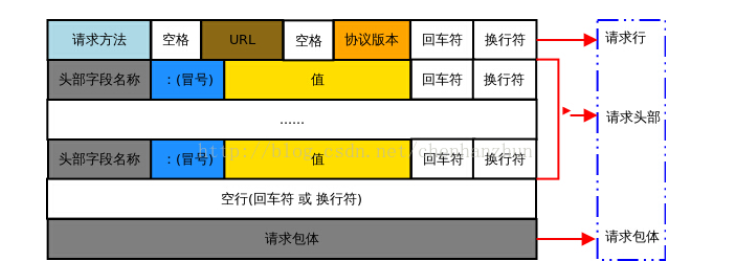 请求方法 空格 URL 空格 协议版本 回车符 换行符 请求行
头部字段名称 :(冒号) 值 回车符 换行符
...... 请求头部
头部字段名称 :(冒号) 值 回车符 换行符
http://blog.csdn.net/chenhanzhun
空行(回车符 或 换行符)
请求包体 请求包体